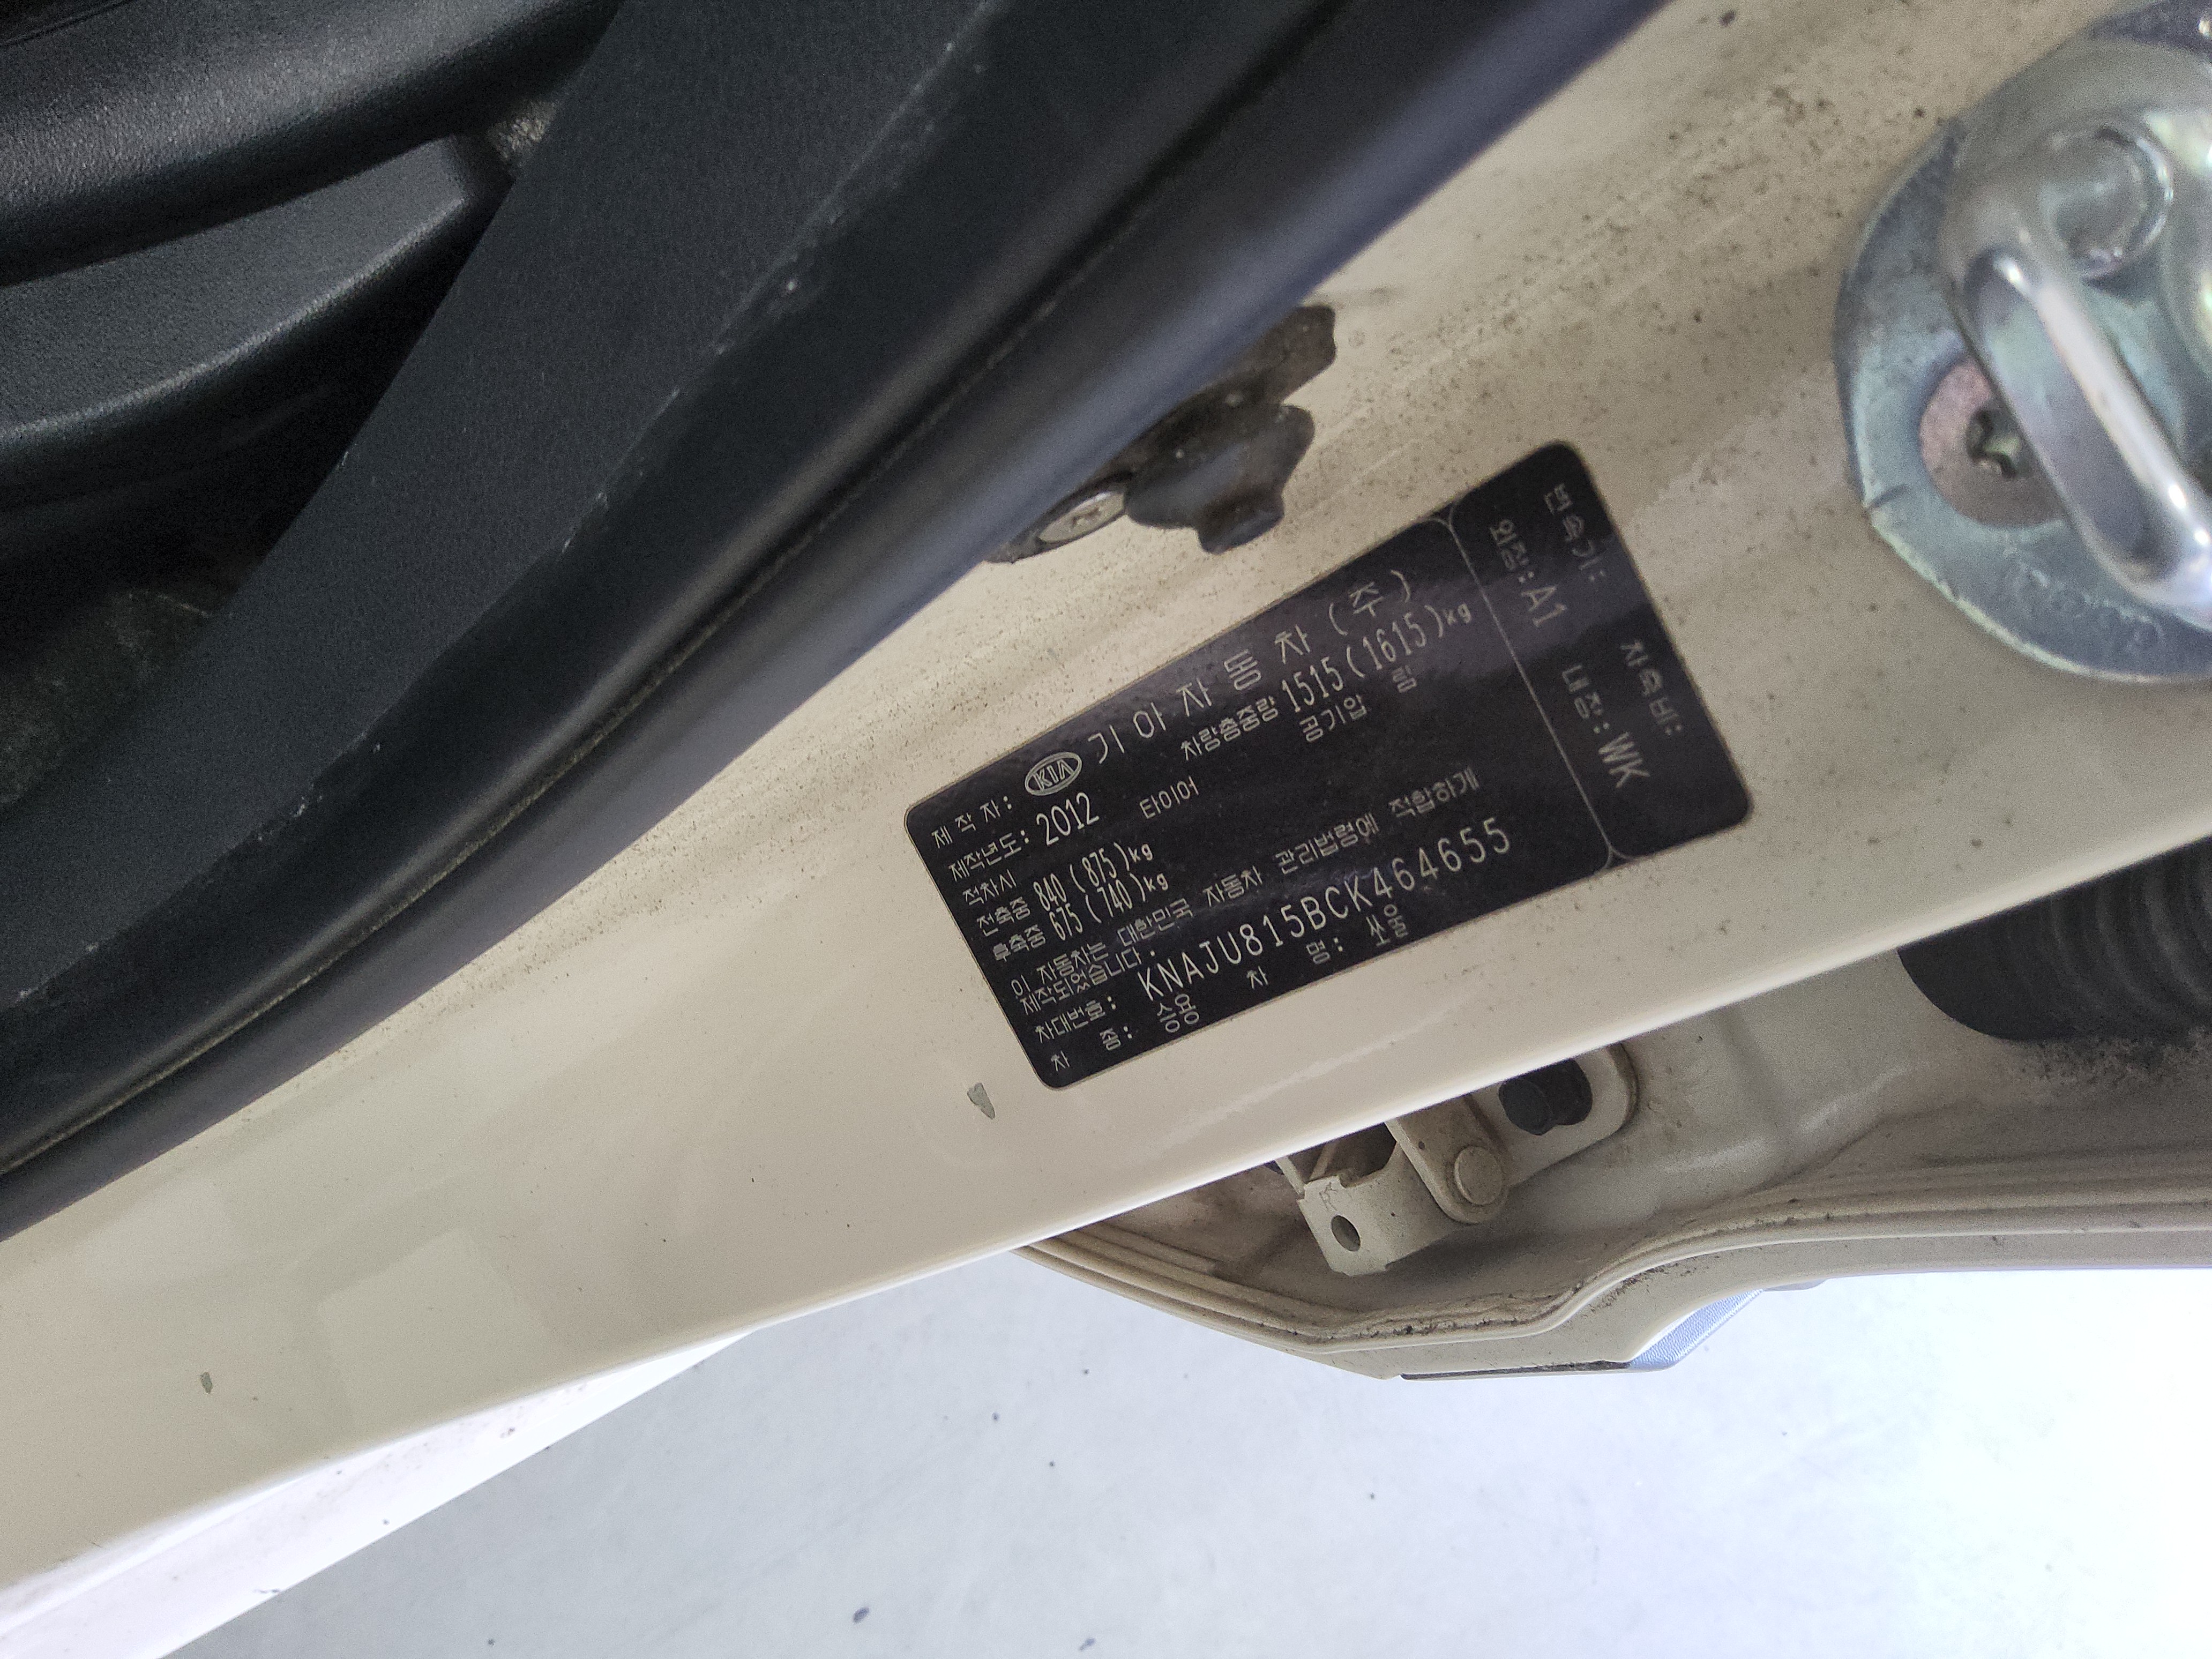 제 작 자: KIA 기 아 자 동 차 (주)
제작년도: 2012 차량총중량 1515(1615)kg
적차시 타이어 공기압
림
전축중 840(875)kg
후축중 675(740)kg
이 자동차는 대한민국 자동차 관리법령에 적합하게
제작되었습니다.
차대번호: KNAJU815BCK464655
차 종: 승용 차 명: 쏘울
변속기: 차축비:
외장:A1 내장:WK